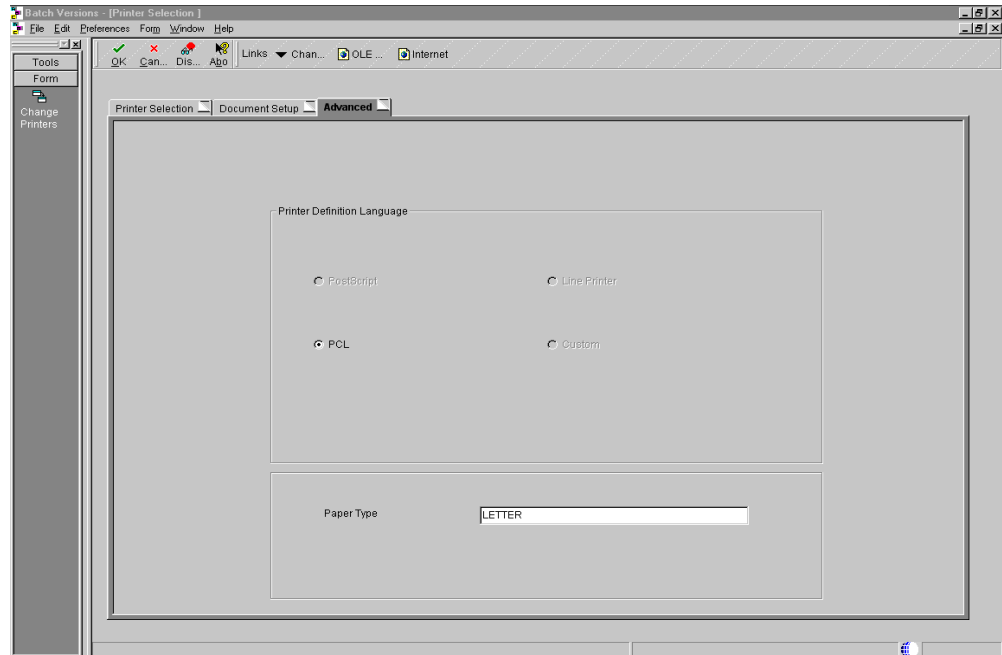 Batch Versions - [Printer Selection ]
File Edit Preferences Form Window Help
OK Can... Dis... Abo Links Chan... OLE ... Internet
Tools
Form
Change
Printers
Printer Selection Document Setup Advanced
Printer Definition Language
PostScript Line Printer
PCL Custom
Paper Type LETTER